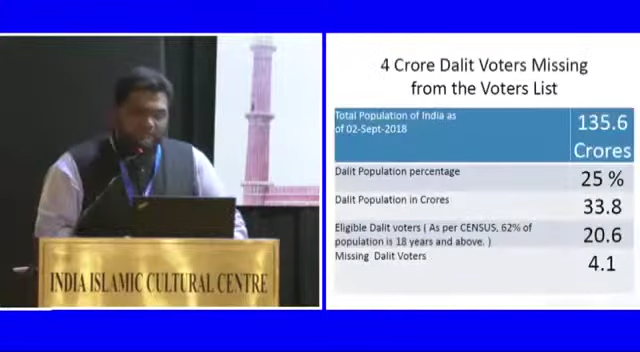 INDIA ISLAMIC CULTURAL CENTRE
4 Crore Dalit Voters Missing
from the Voters List
Total Population of India as
of 02-Sept-2018
135.6
Crores
Dalit Population percentage
25 %
Dalit Population in Crores
33.8
Eligible Dalit voters ( As per CENSUS, 62% of
population is 18 years and above. )
20.6
Missing Dalit Voters
4.1